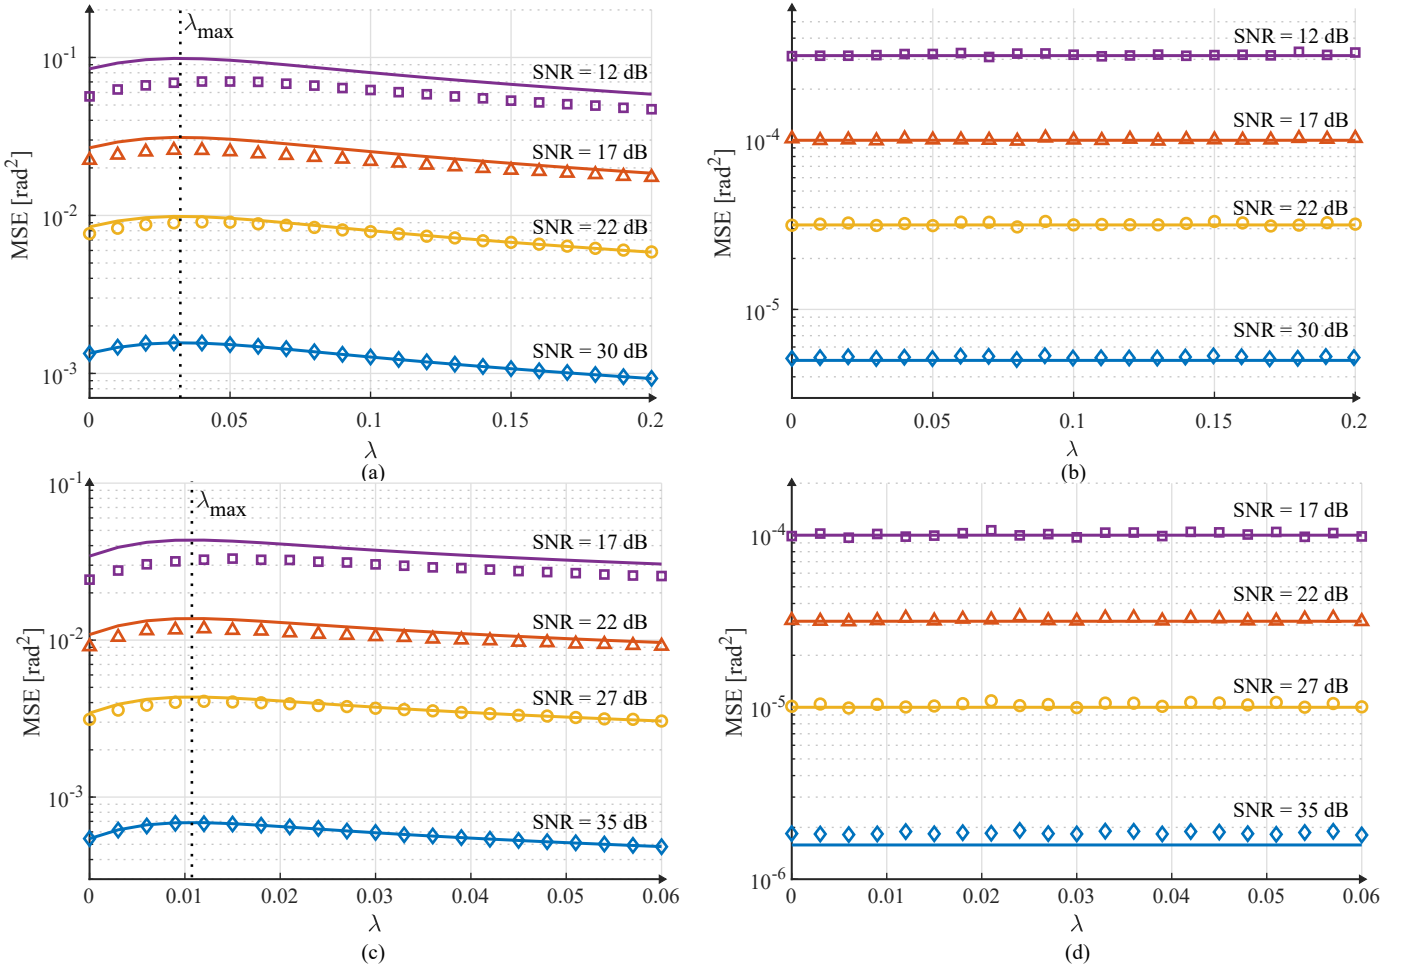 λmax
10^-1
10^-2
10^-3
MSE [rad^2]
SNR = 12 dB
SNR = 17 dB
SNR = 22 dB
SNR = 30 dB
0 0.05 0.1 0.15 0.2
λ
(a)
10^-4
10^-5
MSE [rad^2]
SNR = 12 dB
SNR = 17 dB
SNR = 22 dB
SNR = 30 dB
0 0.05 0.1 0.15 0.2
λ
(b)
10^-1
10^-2
10^-3
MSE [rad^2]
λmax
SNR = 17 dB
SNR = 22 dB
SNR = 27 dB
SNR = 35 dB
0 0.01 0.02 0.03 0.04 0.05 0.06
λ
(c)
10^-4
10^-5
10^-6
MSE [rad^2]
SNR = 17 dB
SNR = 22 dB
SNR = 27 dB
SNR = 35 dB
0 0.01 0.02 0.03 0.04 0.05 0.06
λ
(d)